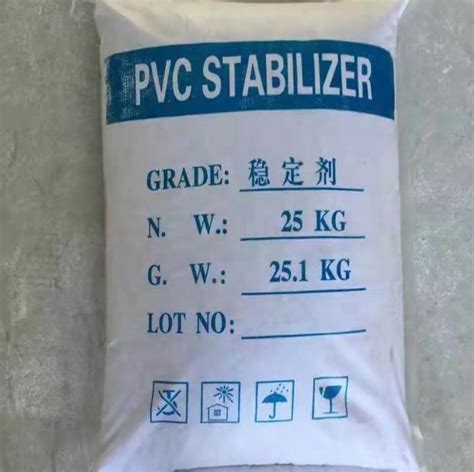 PVC STABILIZER
GRADE: 稳定剂
N. W.: 25 KG
G. W.: 25.1 KG
LOT NO: